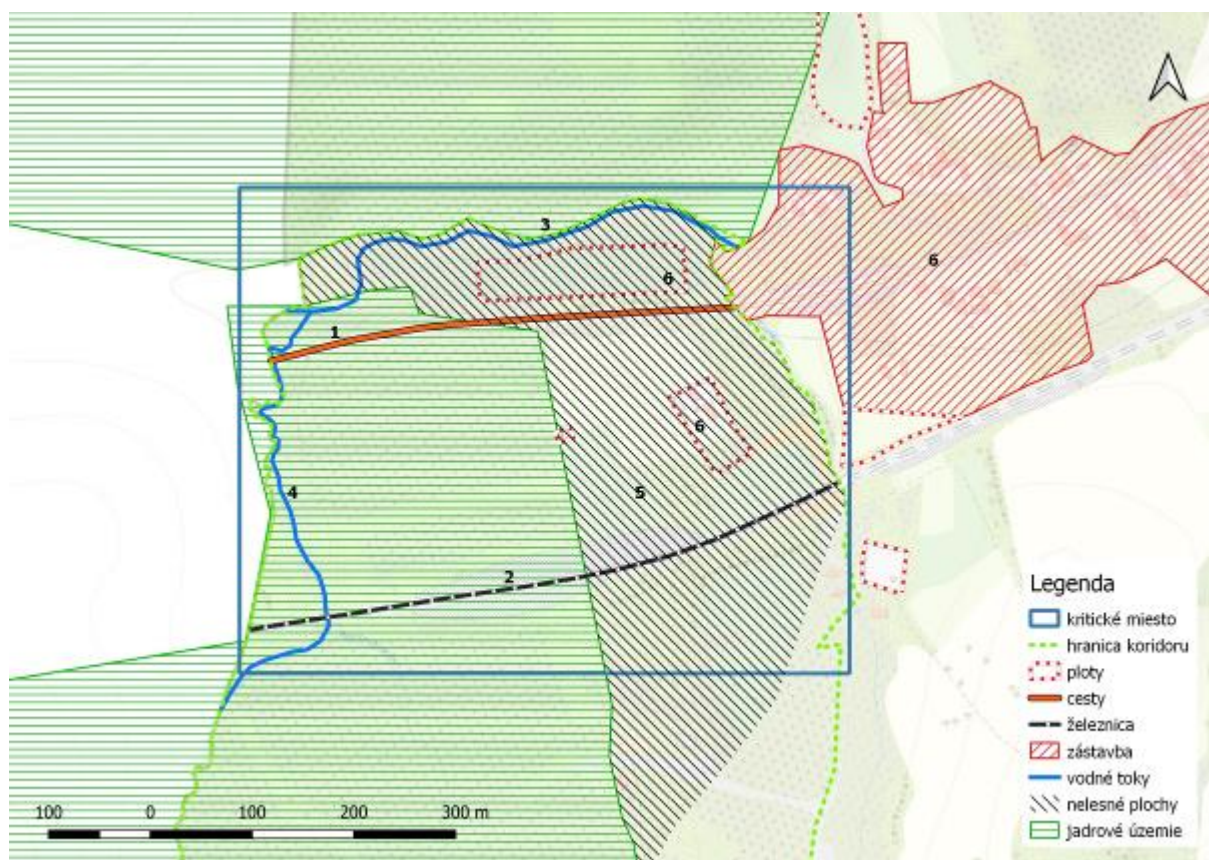 3
6
6
1
6
4
5
2
Legenda
kritické miesto
hranica koridoru
ploty
cesty
železnica
zástavba
vodné toky
nelesné plochy
jadrové územie
100 0 100 200 300 m